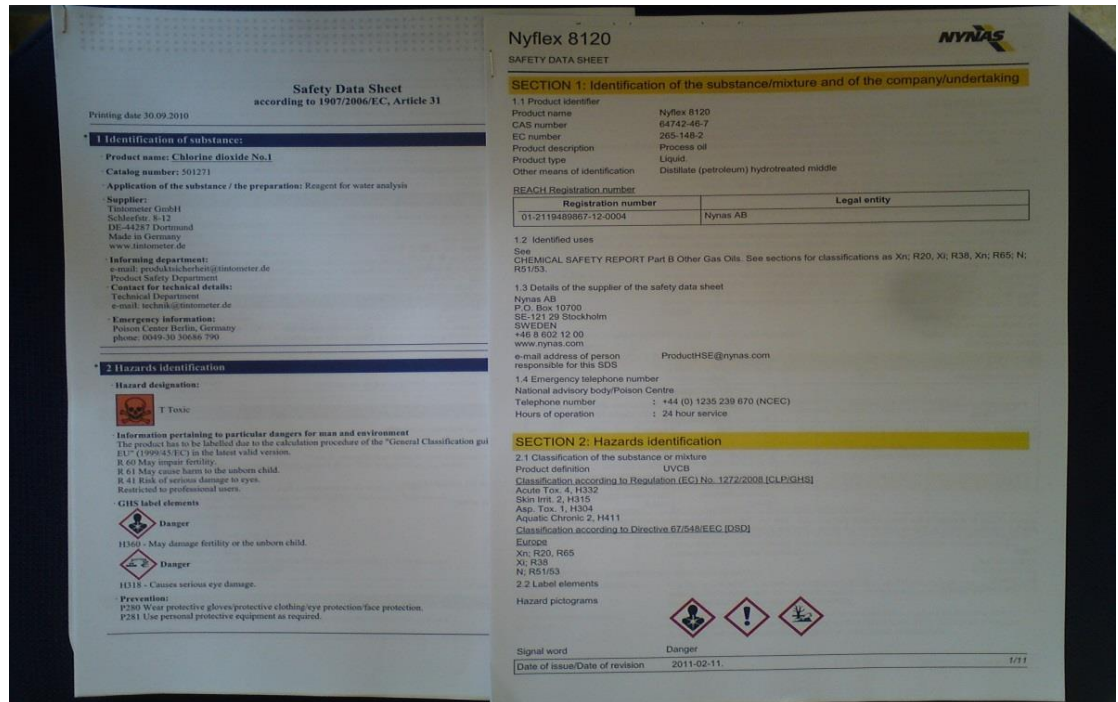 Safety Data Sheet
according to 1907/2006/EC, Article 31
Printing date 30.09.2010
* 1 Identification of substance:
· Product name: Chlorine dioxide No.1
· Catalog number: 501271
· Application of the substance / the preparation: Reagent for water analysis
· Supplier:
Tintometer GmbH
Schleefstr. 8-12
DE-44287 Dortmund
Made in Germany
www.tintometer.de
· Informing department:
e-mail: produktsicherheit@tintometer.de
Product Safety Department
· Contact for technical details:
Technical Department
e-mail: technik@tintometer.de
· Emergency information:
Poison Center Berlin, Germany
phone: 0049-30 30686 790
* 2 Hazards identification
· Hazard designation:
T Toxic
· Information pertaining to particular dangers for man and environment
The product has to be labelled due to the calculation procedure of the "General Classification gui
EU" (1999/45/EC) in the latest valid version.
R 60 May impair fertility.
R 61 May cause harm to the unborn child.
R 41 Risk of serious damage to eyes.
Restricted to professional users.
· GHS label elements
Danger
H360 - May damage fertility or the unborn child.
Danger
H318 - Causes serious eye damage.
· Prevention:
P280 Wear protective gloves/protective clothing/eye protection/face protection.
P281 Use personal protective equipment as required.
Nyflex 8120
NYNAS
SAFETY DATA SHEET
SECTION 1: Identification of the substance/mixture and of the company/undertaking
1.1 Product identifier
Product name Nyflex 8120
CAS number 64742-46-7
EC number 265-148-2
Product description Process oil
Product type Liquid.
Other means of identification Distillate (petroleum) hydrotreated middle
REACH Registration number
Registration number Legal entity
01-2119489867-12-0004 Nynas AB
1.2 Identified uses
See
CHEMICAL SAFETY REPORT Part B Other Gas Oils. See sections for classifications as Xn; R20, Xi; R38, Xn; R65; N;
R51/53.
1.3 Details of the supplier of the safety data sheet
Nynas AB
P.O. Box 10700
SE-121 29 Stockholm
SWEDEN
+46 8 602 12 00
www.nynas.com
e-mail address of person ProductHSE@nynas.com
responsible for this SDS
1.4 Emergency telephone number
National advisory body/Poison Centre
Telephone number : +44 (0) 1235 239 670 (NCEC)
Hours of operation : 24 hour service
SECTION 2: Hazards identification
2.1 Classification of the substance or mixture
Product definition UVCB
Classification according to Regulation (EC) No. 1272/2008 [CLP/GHS]
Acute Tox. 4, H332
Skin Irrit. 2, H315
Asp. Tox. 1, H304
Aquatic Chronic 2, H411
Classification according to Directive 67/548/EEC [DSD]
Europe
Xn; R20, R65
Xi; R38
N; R51/53
2.2 Label elements
Hazard pictograms
Signal word Danger
Date of issue/Date of revision 2011-02-11. 1/11